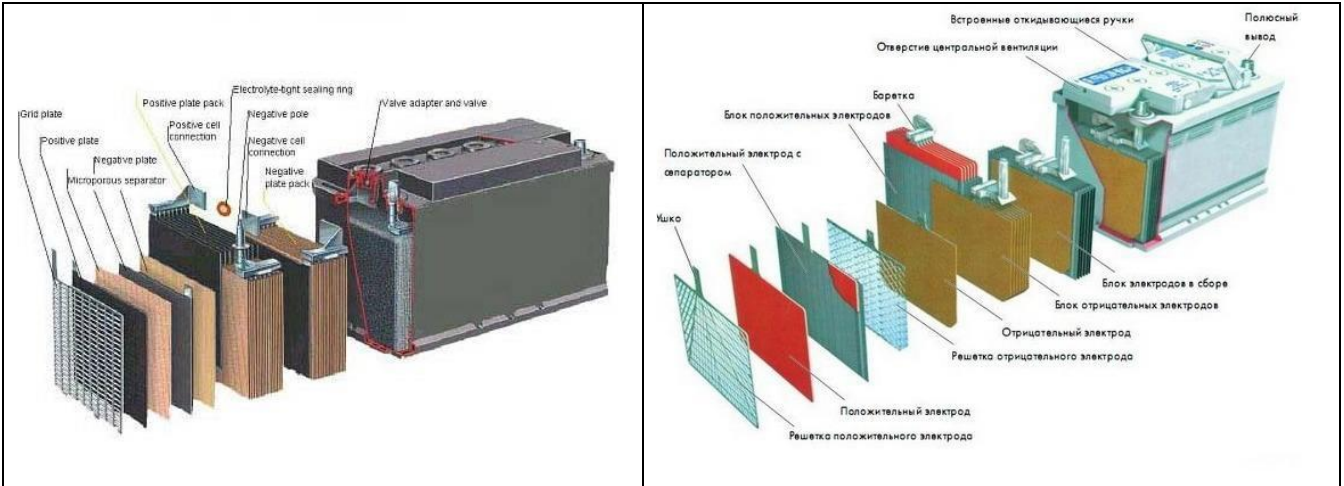 Electrolyte-tight sealing ring
Positive plate pack
Valve adapter and valve
Grid plate
Positive cell
connection
Negative pole
Positive plate
Negative cell
connection
Negative plate
Microporous separator
Negative
plate pack
Встроенные откидывающиеся ручки
Полюсный
вывод
Отверстие центральной вентиляции
Баретка
Блок положительных электродов
Положительный электрод с
сепаратором
Ушко
Блок электродов в сборе
Блок отрицательных электродов
Отрицательный электрод
Решетка отрицательного электрода
Положительный электрод
Решетка положительного электрода